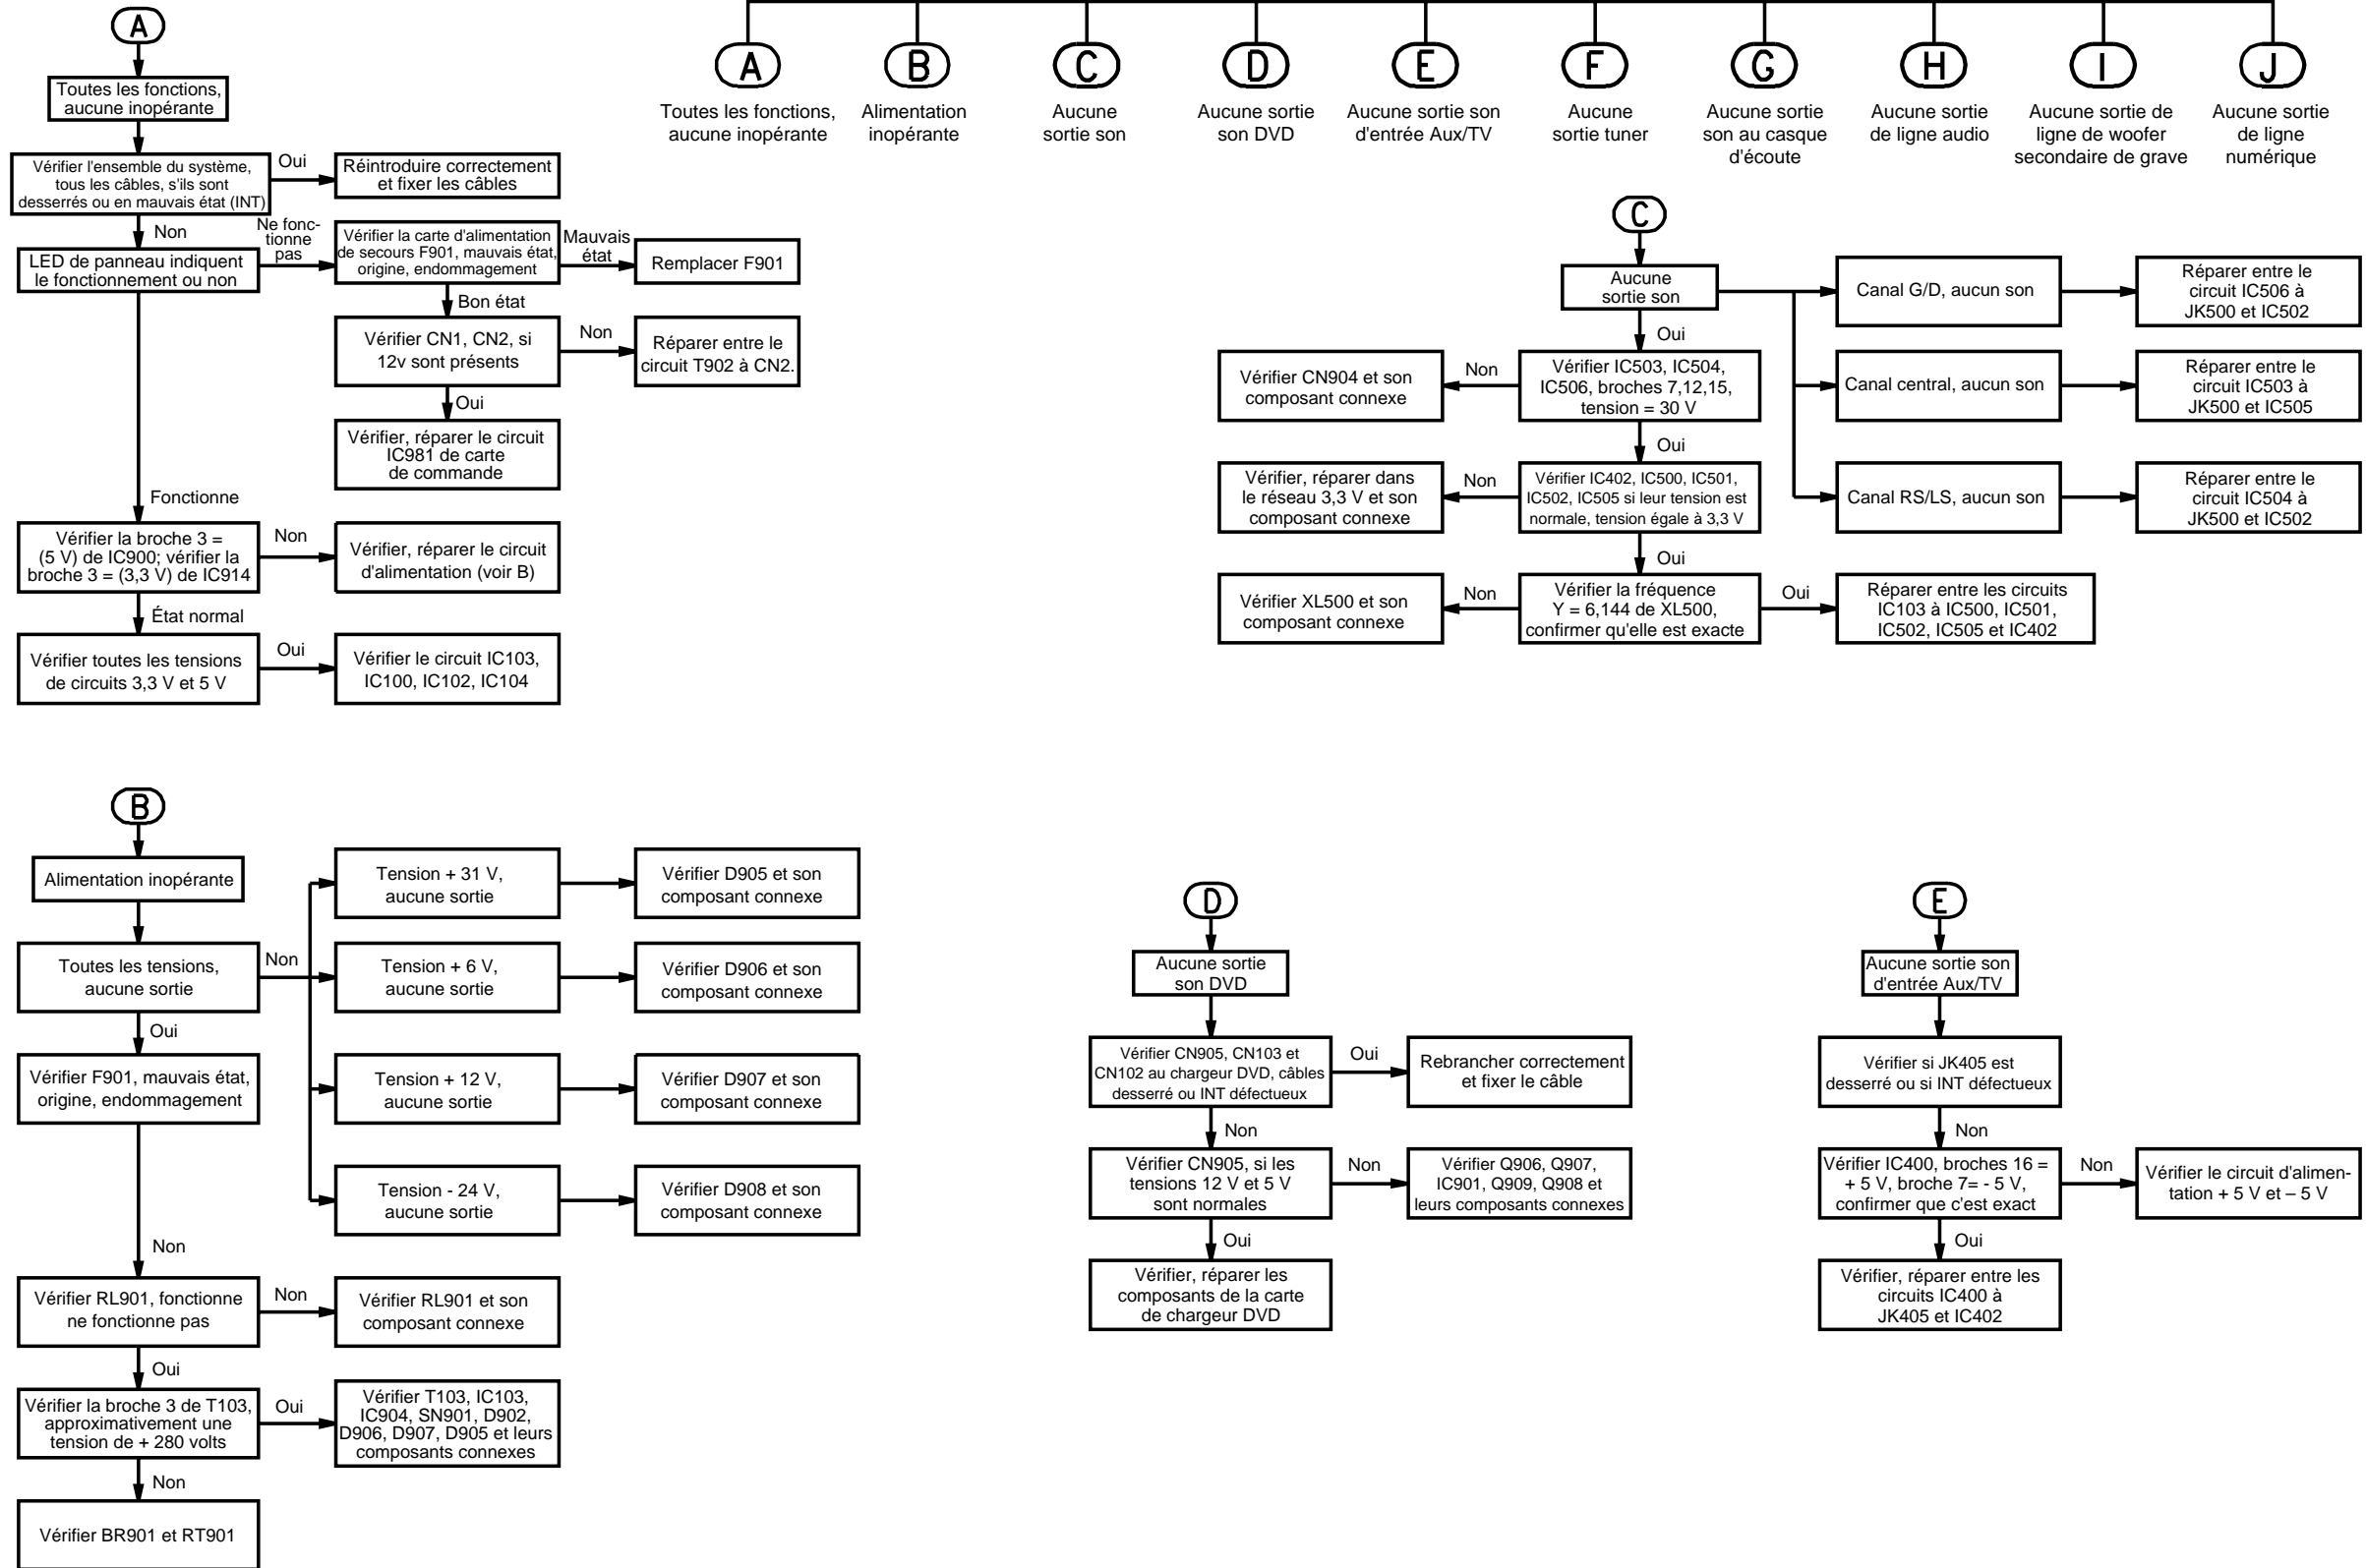 A
B
C
D
E
F
G
H
I
J
Toutes les fonctions,
aucune inopérante
Alimentation
inopérante
Aucune
sortie son
Aucune sortie
son DVD
Aucune sortie son
d'entrée Aux/TV
Aucune
sortie tuner
Aucune sortie
son au casque
d'écoute
Aucune sortie
de ligne audio
Aucune sortie de
ligne de woofer
secondaire de grave
Aucune sortie
de ligne
numérique
A
Toutes les fonctions,
aucune inopérante
Vérifier l'ensemble du système,
tous les câbles, s'ils sont
desserrés ou en mauvais état (INT)
Oui
Réintroduire correctement
et fixer les câbles
Non
LED de panneau indiquent
le fonctionnement ou non
Ne fonc-
tionne
pas
Vérifier la carte d'alimentation
de secours F901, mauvais état,
origine, endommagement
Mauvais
état
Remplacer F901
Bon état
Vérifier CN1, CN2, si
12v sont présents
Non
Réparer entre le
circuit T902 à CN2.
Oui
Vérifier, réparer le circuit
IC981 de carte
de commande
Fonctionne
Vérifier la broche 3 =
(5 V) de IC900; vérifier la
broche 3 = (3,3 V) de IC914
Non
Vérifier, réparer le circuit
d'alimentation (voir B)
État normal
Vérifier toutes les tensions
de circuits 3,3 V et 5 V
Oui
Vérifier le circuit IC103,
IC100, IC102, IC104
C
Aucune
sortie son
Canal G/D, aucun son
Réparer entre le
circuit IC506 à
JK500 et IC502
Canal central, aucun son
Réparer entre le
circuit IC503 à
JK500 et IC505
Canal RS/LS, aucun son
Réparer entre le
circuit IC504 à
JK500 et IC502
Oui
Vérifier IC503, IC504,
IC506, broches 7,12,15,
tension = 30 V
Non
Vérifier CN904 et son
composant connexe
Oui
Vérifier IC402, IC500, IC501,
IC502, IC505 si leur tension est
normale, tension égale à 3,3 V
Non
Vérifier, réparer dans
le réseau 3,3 V et son
composant connexe
Oui
Vérifier la fréquence
Y = 6,144 de XL500,
confirmer qu'elle est exacte
Non
Vérifier XL500 et son
composant connexe
Oui
Réparer entre les circuits
IC103 à IC500, IC501,
IC502, IC505 et IC402
B
Alimentation inopérante
Toutes les tensions,
aucune sortie
Non
Tension + 31 V,
aucune sortie
Vérifier D905 et son
composant connexe
Tension + 6 V,
aucune sortie
Vérifier D906 et son
composant connexe
Tension + 12 V,
aucune sortie
Vérifier D907 et son
composant connexe
Tension - 24 V,
aucune sortie
Vérifier D908 et son
composant connexe
Oui
Vérifier F901, mauvais état,
origine, endommagement
Non
Vérifier RL901, fonctionne
ne fonctionne pas
Non
Vérifier RL901 et son
composant connexe
Oui
Vérifier la broche 3 de T103,
approximativement une
tension de + 280 volts
Oui
Vérifier T103, IC103,
IC904, SN901, D902,
D906, D907, D905 et leurs
composants connexes
Non
Vérifier BR901 et RT901
D
Aucune sortie
son DVD
Vérifier CN905, CN103 et
CN102 au chargeur DVD, câbles
desserré ou INT défectueux
Oui
Rebrancher correctement
et fixer le câble
Non
Vérifier CN905, si les
tensions 12 V et 5 V
sont normales
Non
Vérifier Q906, Q907,
IC901, Q909, Q908 et
leurs composants connexes
Oui
Vérifier, réparer les
composants de la carte
de chargeur DVD
E
Aucune sortie son
d'entrée Aux/TV
Vérifier si JK405 est
desserré ou si INT défectueux
Non
Vérifier IC400, broches 16 =
+ 5 V, broche 7= - 5 V,
confirmer que c'est exact
Non
Vérifier le circuit d'alimen-
tation + 5 V et – 5 V
Oui
Vérifier, réparer entre les
circuits IC400 à
JK405 et IC402